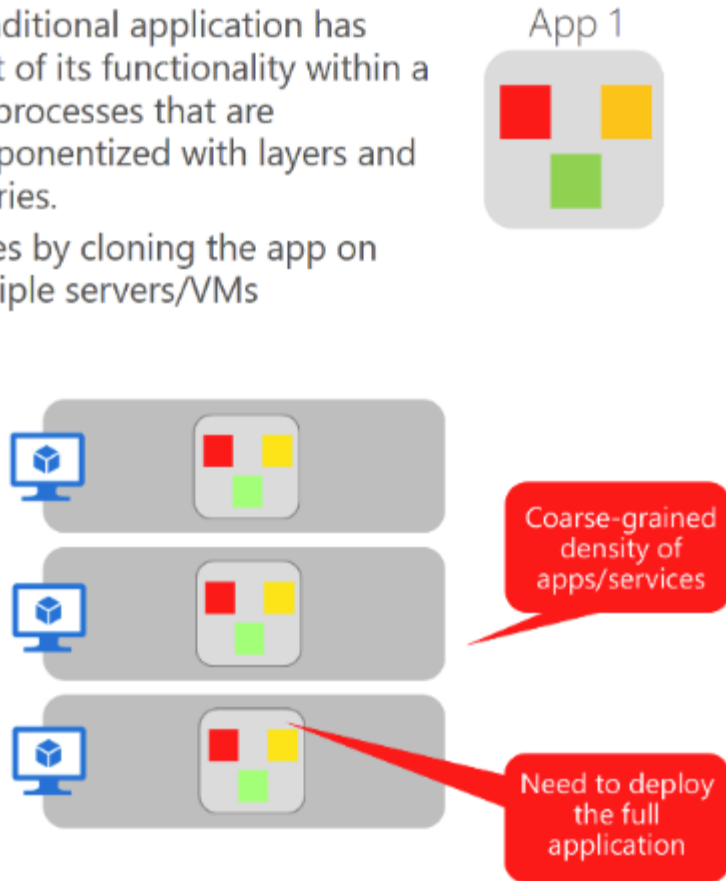 aditional application has
t of its functionality within a
processes that are
ponentized with layers and
ries.
es by cloning the app on
iple servers/VMs
App 1
Coarse-grained
density of
apps/services
Need to deploy
the full
application